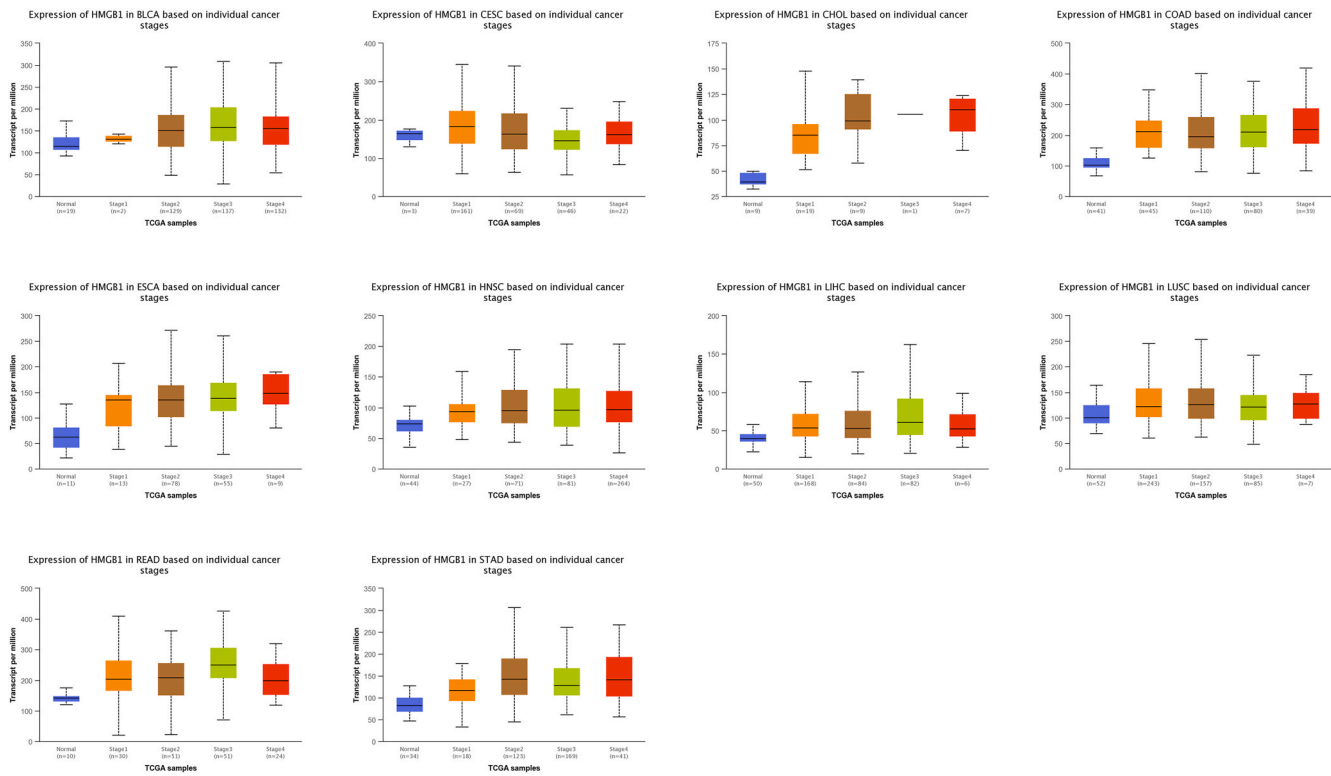 Expression of HMGB1 in BLCA based on individual cancer
stages
350
300
250
200
150
100
50
0
Transcript per million
Normal
(n=19)
Stage1
(n=2)
Stage2
(n=129)
Stage3
(n=137)
Stage4
(n=132)
TCGA samples
Expression of HMGB1 in CESC based on individual cancer
stages
400
300
200
100
0
Transcript per million
Normal
(n=3)
Stage1
(n=161)
Stage2
(n=69)
Stage3
(n=46)
Stage4
(n=22)
TCGA samples
Expression of HMGB1 in CHOL based on individual cancer
stages
175
150
125
100
75
50
25
Transcript per million
Normal
(n=9)
Stage1
(n=19)
Stage2
(n=9)
Stage3
(n=1)
Stage4
(n=7)
TCGA samples
Expression of HMGB1 in COAD based on individual cancer
stages
500
400
300
200
100
0
Transcript per million
Normal
(n=41)
Stage1
(n=45)
Stage2
(n=110)
Stage3
(n=80)
Stage4
(n=39)
TCGA samples
Expression of HMGB1 in ESCA based on individual cancer
stages
300
250
200
150
100
50
0
Transcript per million
Normal
(n=11)
Stage1
(n=13)
Stage2
(n=78)
Stage3
(n=55)
Stage4
(n=9)
TCGA samples
Expression of HMGB1 in HNSC based on individual cancer
stages
250
200
150
100
50
0
Transcript per million
Normal
(n=44)
Stage1
(n=27)
Stage2
(n=71)
Stage3
(n=81)
Stage4
(n=264)
TCGA samples
Expression of HMGB1 in LIHC based on individual cancer
stages
200
150
100
50
0
Transcript per million
Normal
(n=50)
Stage1
(n=168)
Stage2
(n=84)
Stage3
(n=82)
Stage4
(n=6)
TCGA samples
Expression of HMGB1 in LUSC based on individual cancer
stages
300
250
200
150
100
50
0
Transcript per million
Normal
(n=52)
Stage1
(n=243)
Stage2
(n=157)
Stage3
(n=85)
Stage4
(n=7)
TCGA samples
Expression of HMGB1 in READ based on individual cancer
stages
500
400
300
200
100
0
Transcript per million
Normal
(n=10)
Stage1
(n=30)
Stage2
(n=51)
Stage3
(n=51)
Stage4
(n=24)
TCGA samples
Expression of HMGB1 in STAD based on individual cancer
stages
350
300
250
200
150
100
50
0
Transcript per million
Normal
(n=34)
Stage1
(n=18)
Stage2
(n=123)
Stage3
(n=169)
Stage4
(n=41)
TCGA samples